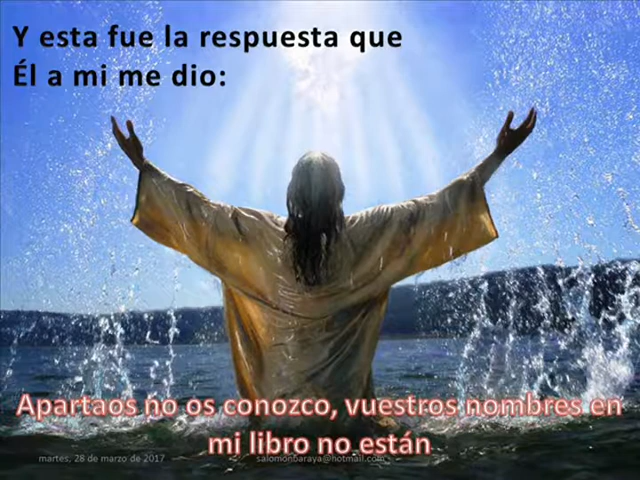 Y esta fue la respuesta que
Él a mi me dio:
Apartaos no os conozco, vuestros nombres en
mi libro no están
martes, 28 de marzo de 2017
salomonbaraya@hotmail.com